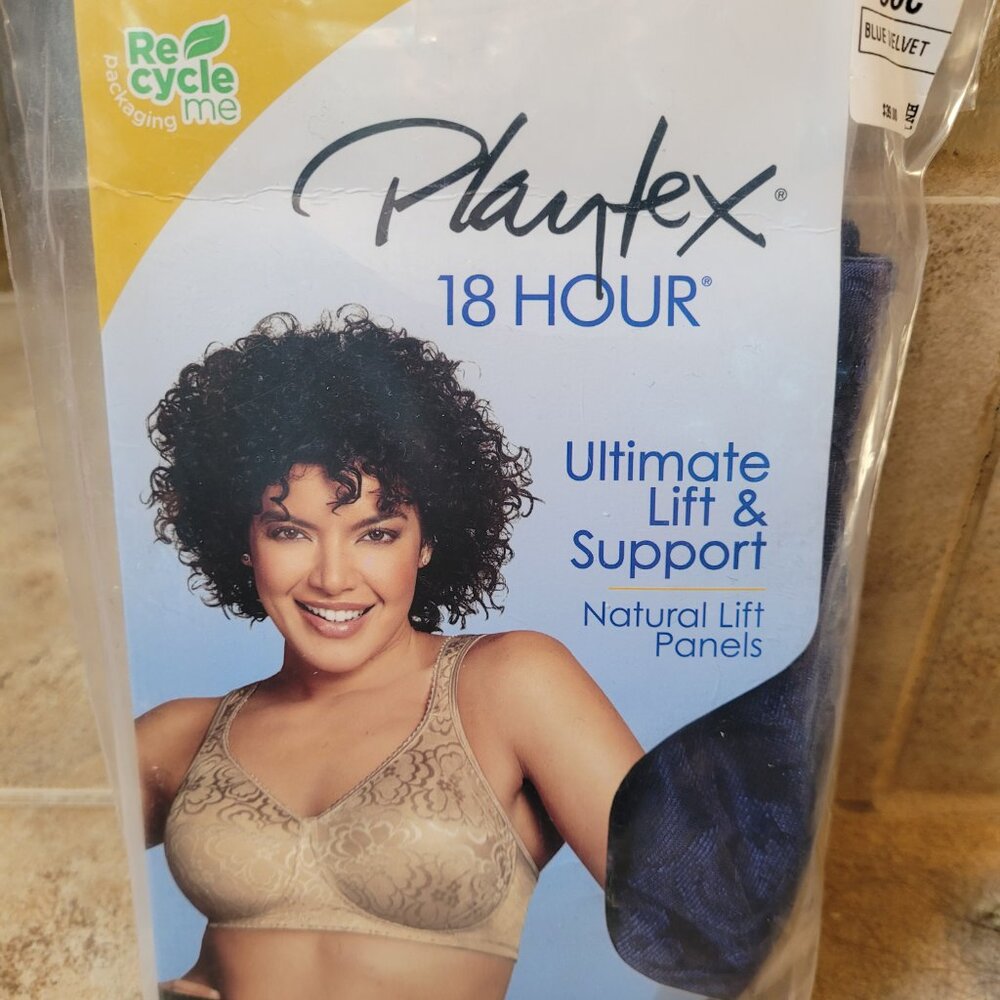 Re
cycle
me
packaging
BLUE VELVET
Playtex®
18 HOUR®
Ultimate
Lift &
Support
Natural Lift
Panels